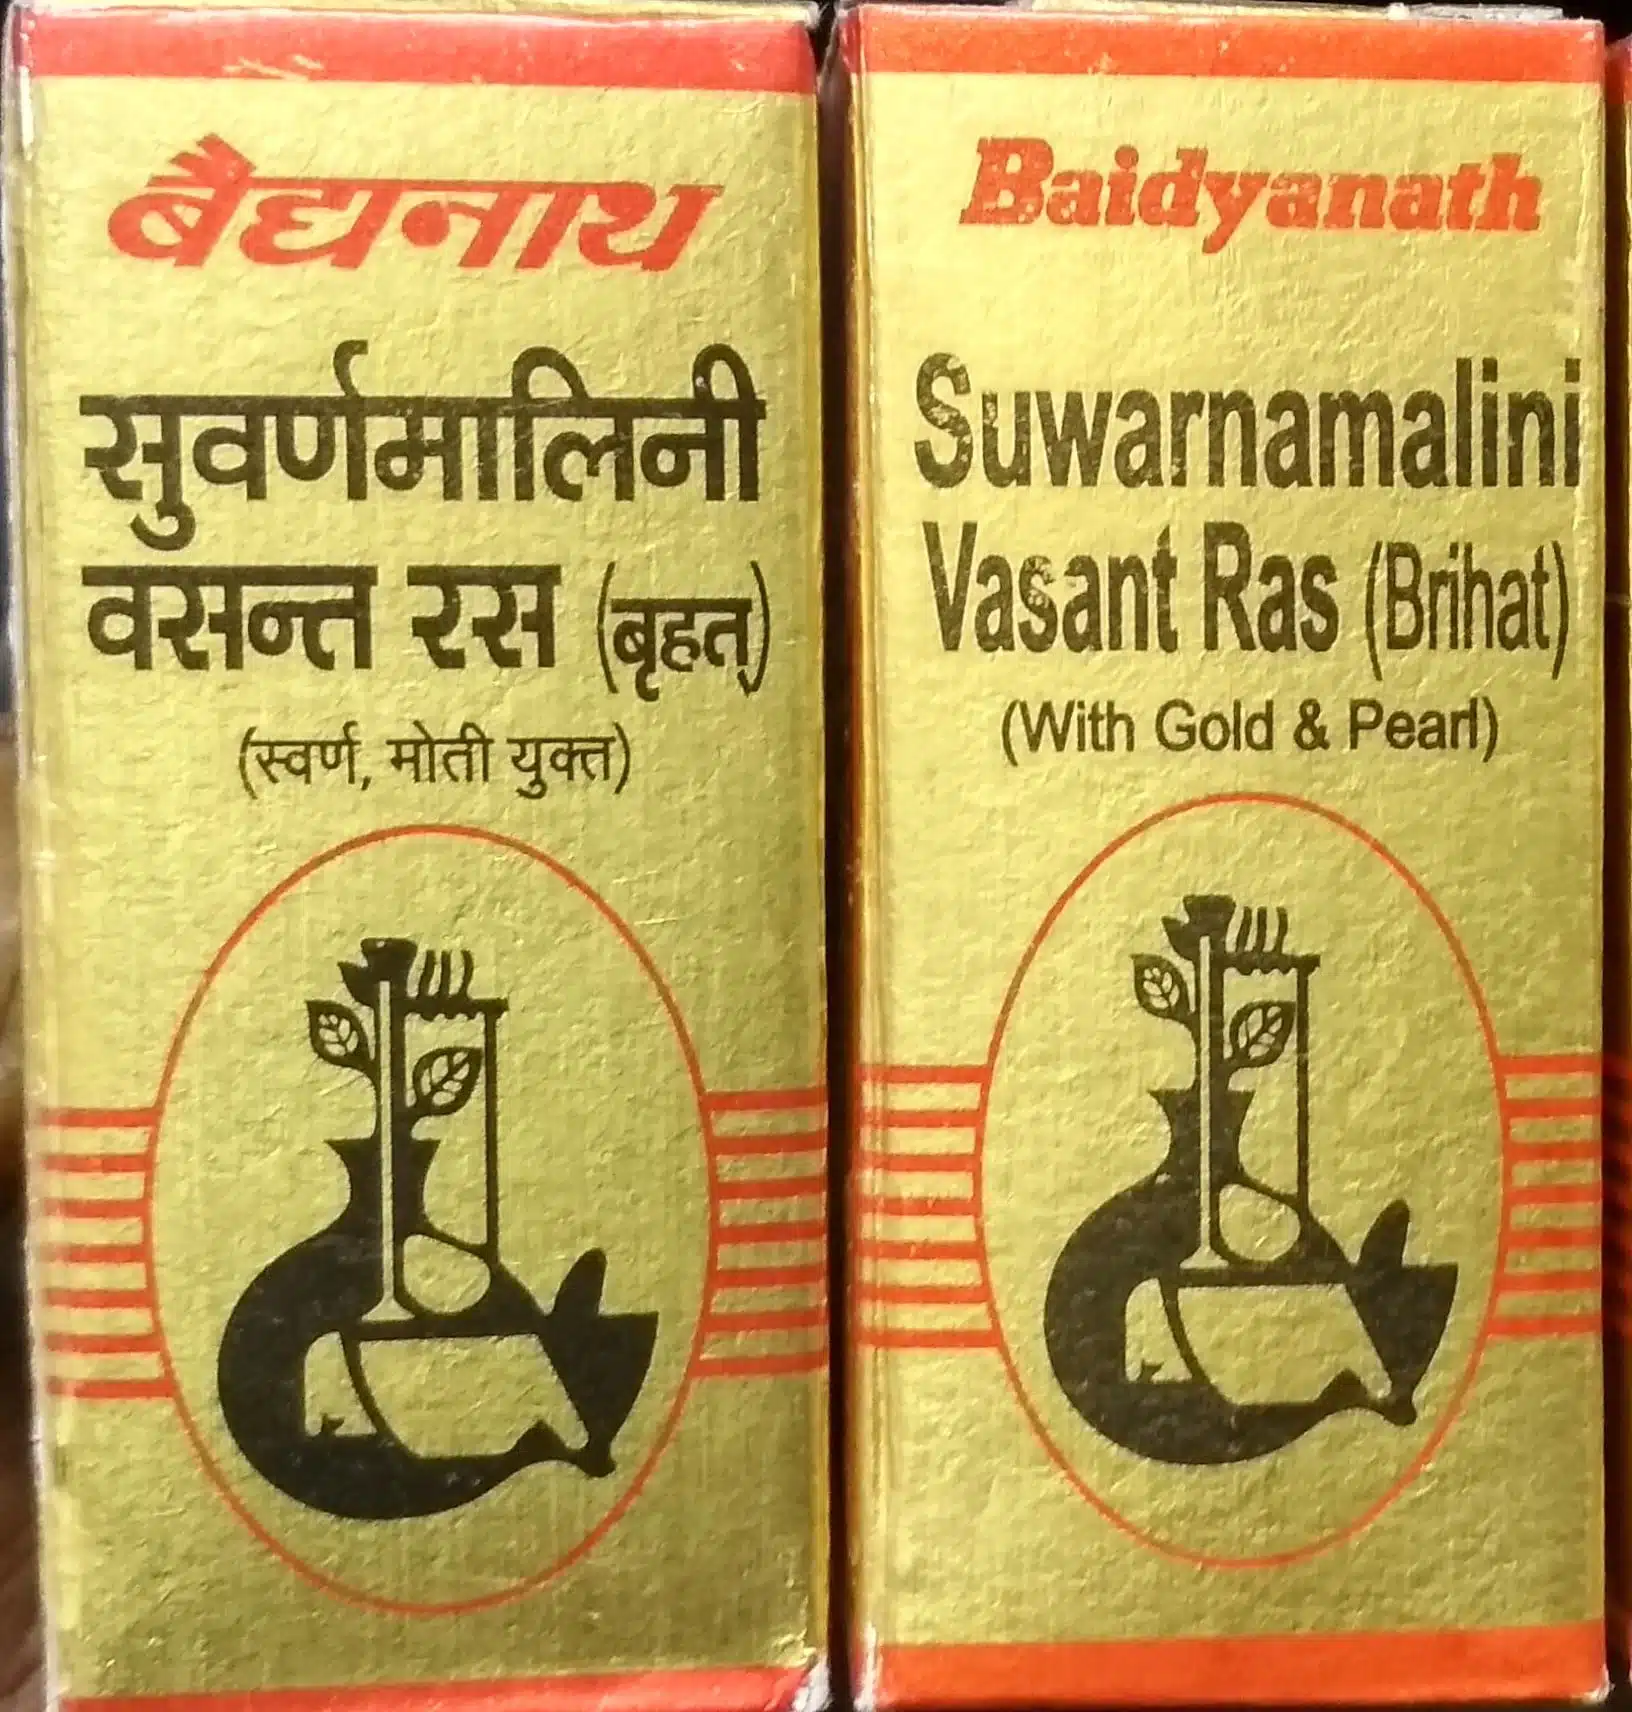 बैद्यनाथ
सुवर्णमालिनी
वसन्त रस (बृहत्)
(स्वर्ण, मोती युक्त)
Baidyanath
Suwarnamalini
Vasant Ras (Brihat)
(With Gold & Pearl)